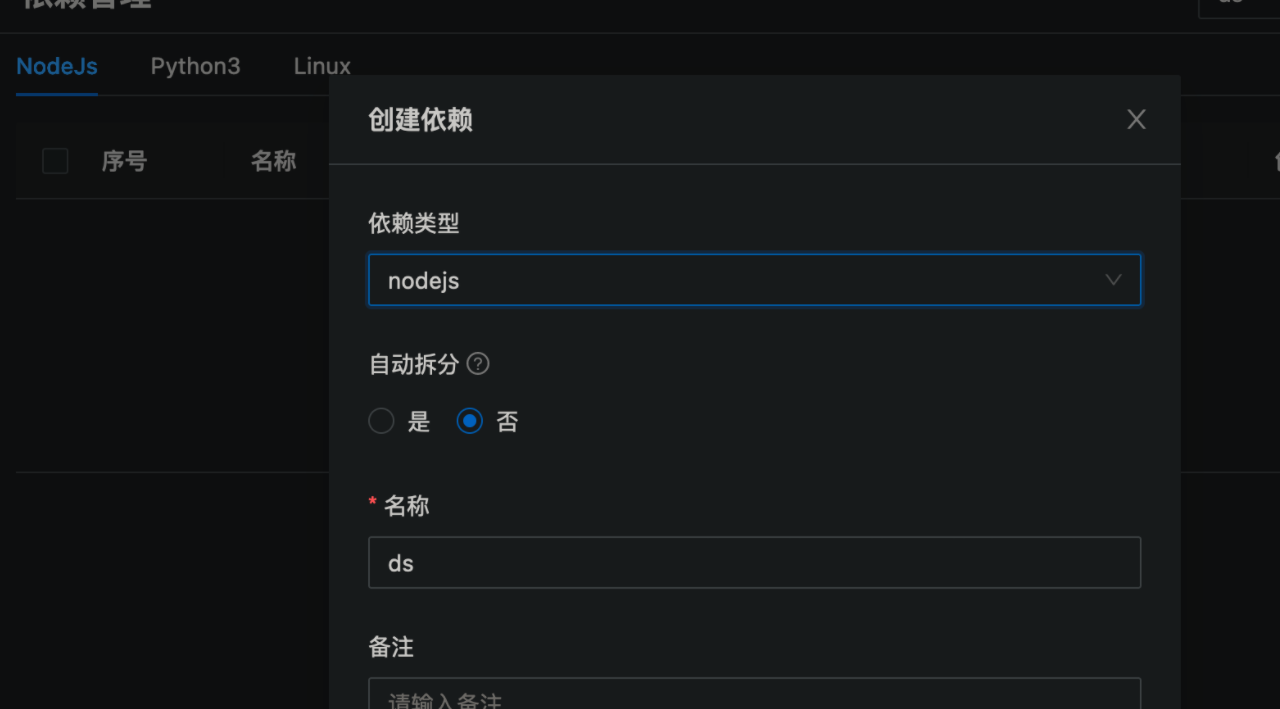 依赖管理
ds
NodeJs Python3 Linux
创建依赖
序号 名称
依赖类型
nodejs
自动拆分
是 否
* 名称
ds
备注
请输入备注